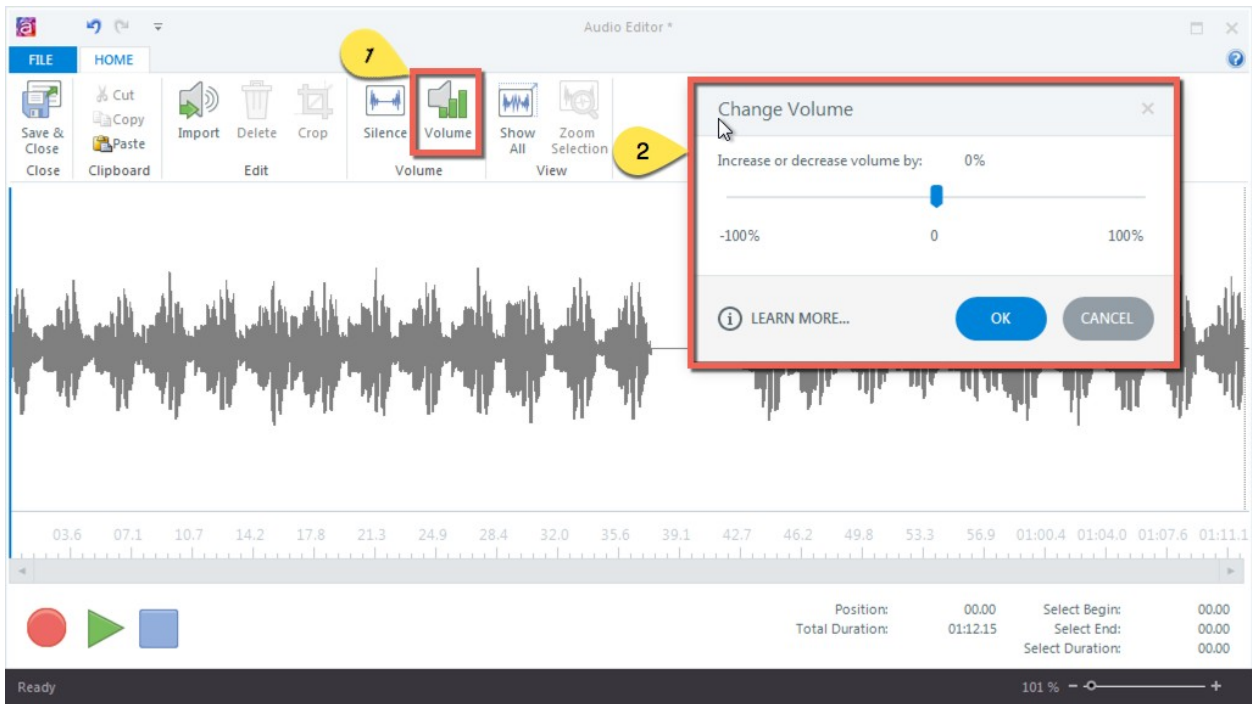 a
Audio Editor *
FILE HOME
?
1
Save &
Close
Cut
Copy
Paste
Import Delete Crop
Silence Volume
Show
All
Zoom
Selection
Close Clipboard Edit Volume View
2
Change Volume
Increase or decrease volume by: 0%
-100% 0 100%
i LEARN MORE...
OK CANCEL
03.6 07.1 10.7 14.2 17.8 21.3 24.9 28.4 32.0 35.6 39.1 42.7 46.2 49.8 53.3 56.9 01:00.4 01:04.0 01:07.6 01:11.1
Position: 00.00 Select Begin: 00.00
Total Duration: 01:12.15 Select End: 00.00
Select Duration: 00.00
Ready 101 %